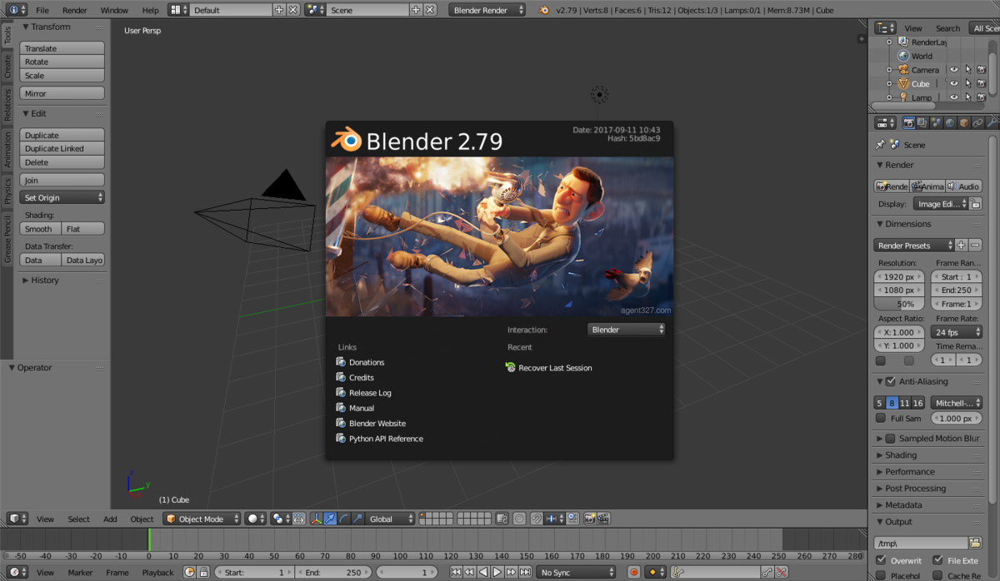 File Render Window Help Default Scene Blender Render v2.79 | Verts:8 | Faces:6 | Tris:12 | Objects:1/3 | Lamps:0/1 | Mem:8.73M | Cube
Tools
Create
Relations
Animation
Physics
Grease Pencil
Transform
Translate
Rotate
Scale
Mirror
Edit
Duplicate
Duplicate Linked
Delete
Join
Set Origin
Shading:
Smooth Flat
Data Transfer:
Data Data Layo
History
Operator
User Persp
Blender 2.79
Date: 2017-09-11 10:43
Hash: 5bd8ac9
agent327.com
Interaction: Blender
Links
Donations
Credits
Release Log
Manual
Blender Website
Python API Reference
Recent
Recover Last Session
z
y
(1) Cube
View Search All Scen
RenderLay
World
Camera
Cube
Lamp
Scene
Render
Rende Anima Audio
Display: Image Edi...
Dimensions
Render Presets
Resolution: Frame Ran...
1920 px Start : 1
1080 px End:250
50% Frame:1
Aspect Ratio: Frame Rate:
X:1.000 24 fps
Y: 1.000 Time Rema...
1 1
Anti-Aliasing
5 8 11 16 Mitchell-...
Full Sam 1.000 px
Sampled Motion Blur
Shading
Performance
Post Processing
Metadata
Output
/tmp\
Overwrit File Exte
Placehol Cache Re
View Select Add Object Object Mode Global
-50 -40 -30 -20 -10 0 10 20 30 40 50 60 70 80 90 100 110 120 130 140 150 160 170 180 190 200 210 220 230 240 250 260 270 280
View Marker Frame Playback Start: 1 End: 250 1 No Sync